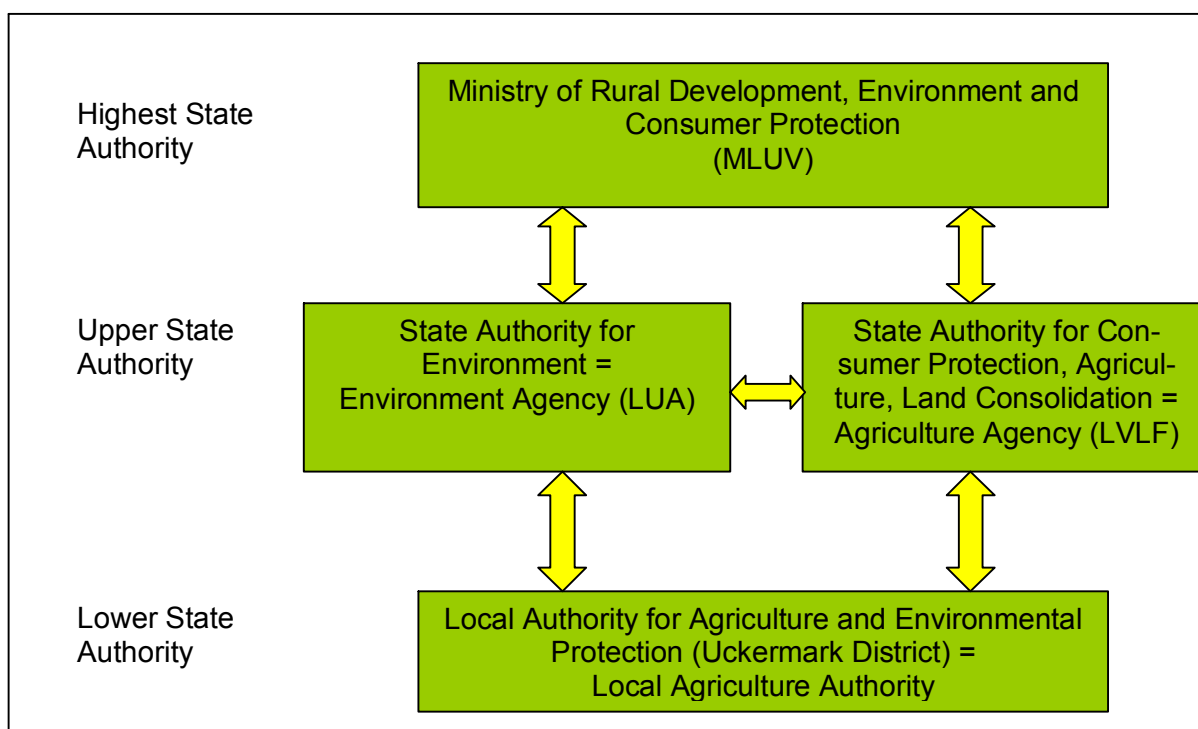 Highest State
Authority
Ministry of Rural Development, Environment and
Consumer Protection
(MLUV)
Upper State
Authority
State Authority for
Environment =
Environment Agency (LUA)
State Authority for Con-
sumer Protection, Agricul-
ture, Land Consolidation =
Agriculture Agency (LVLF)
Lower State
Authority
Local Authority for Agriculture and Environmental
Protection (Uckermark District) =
Local Agriculture Authority